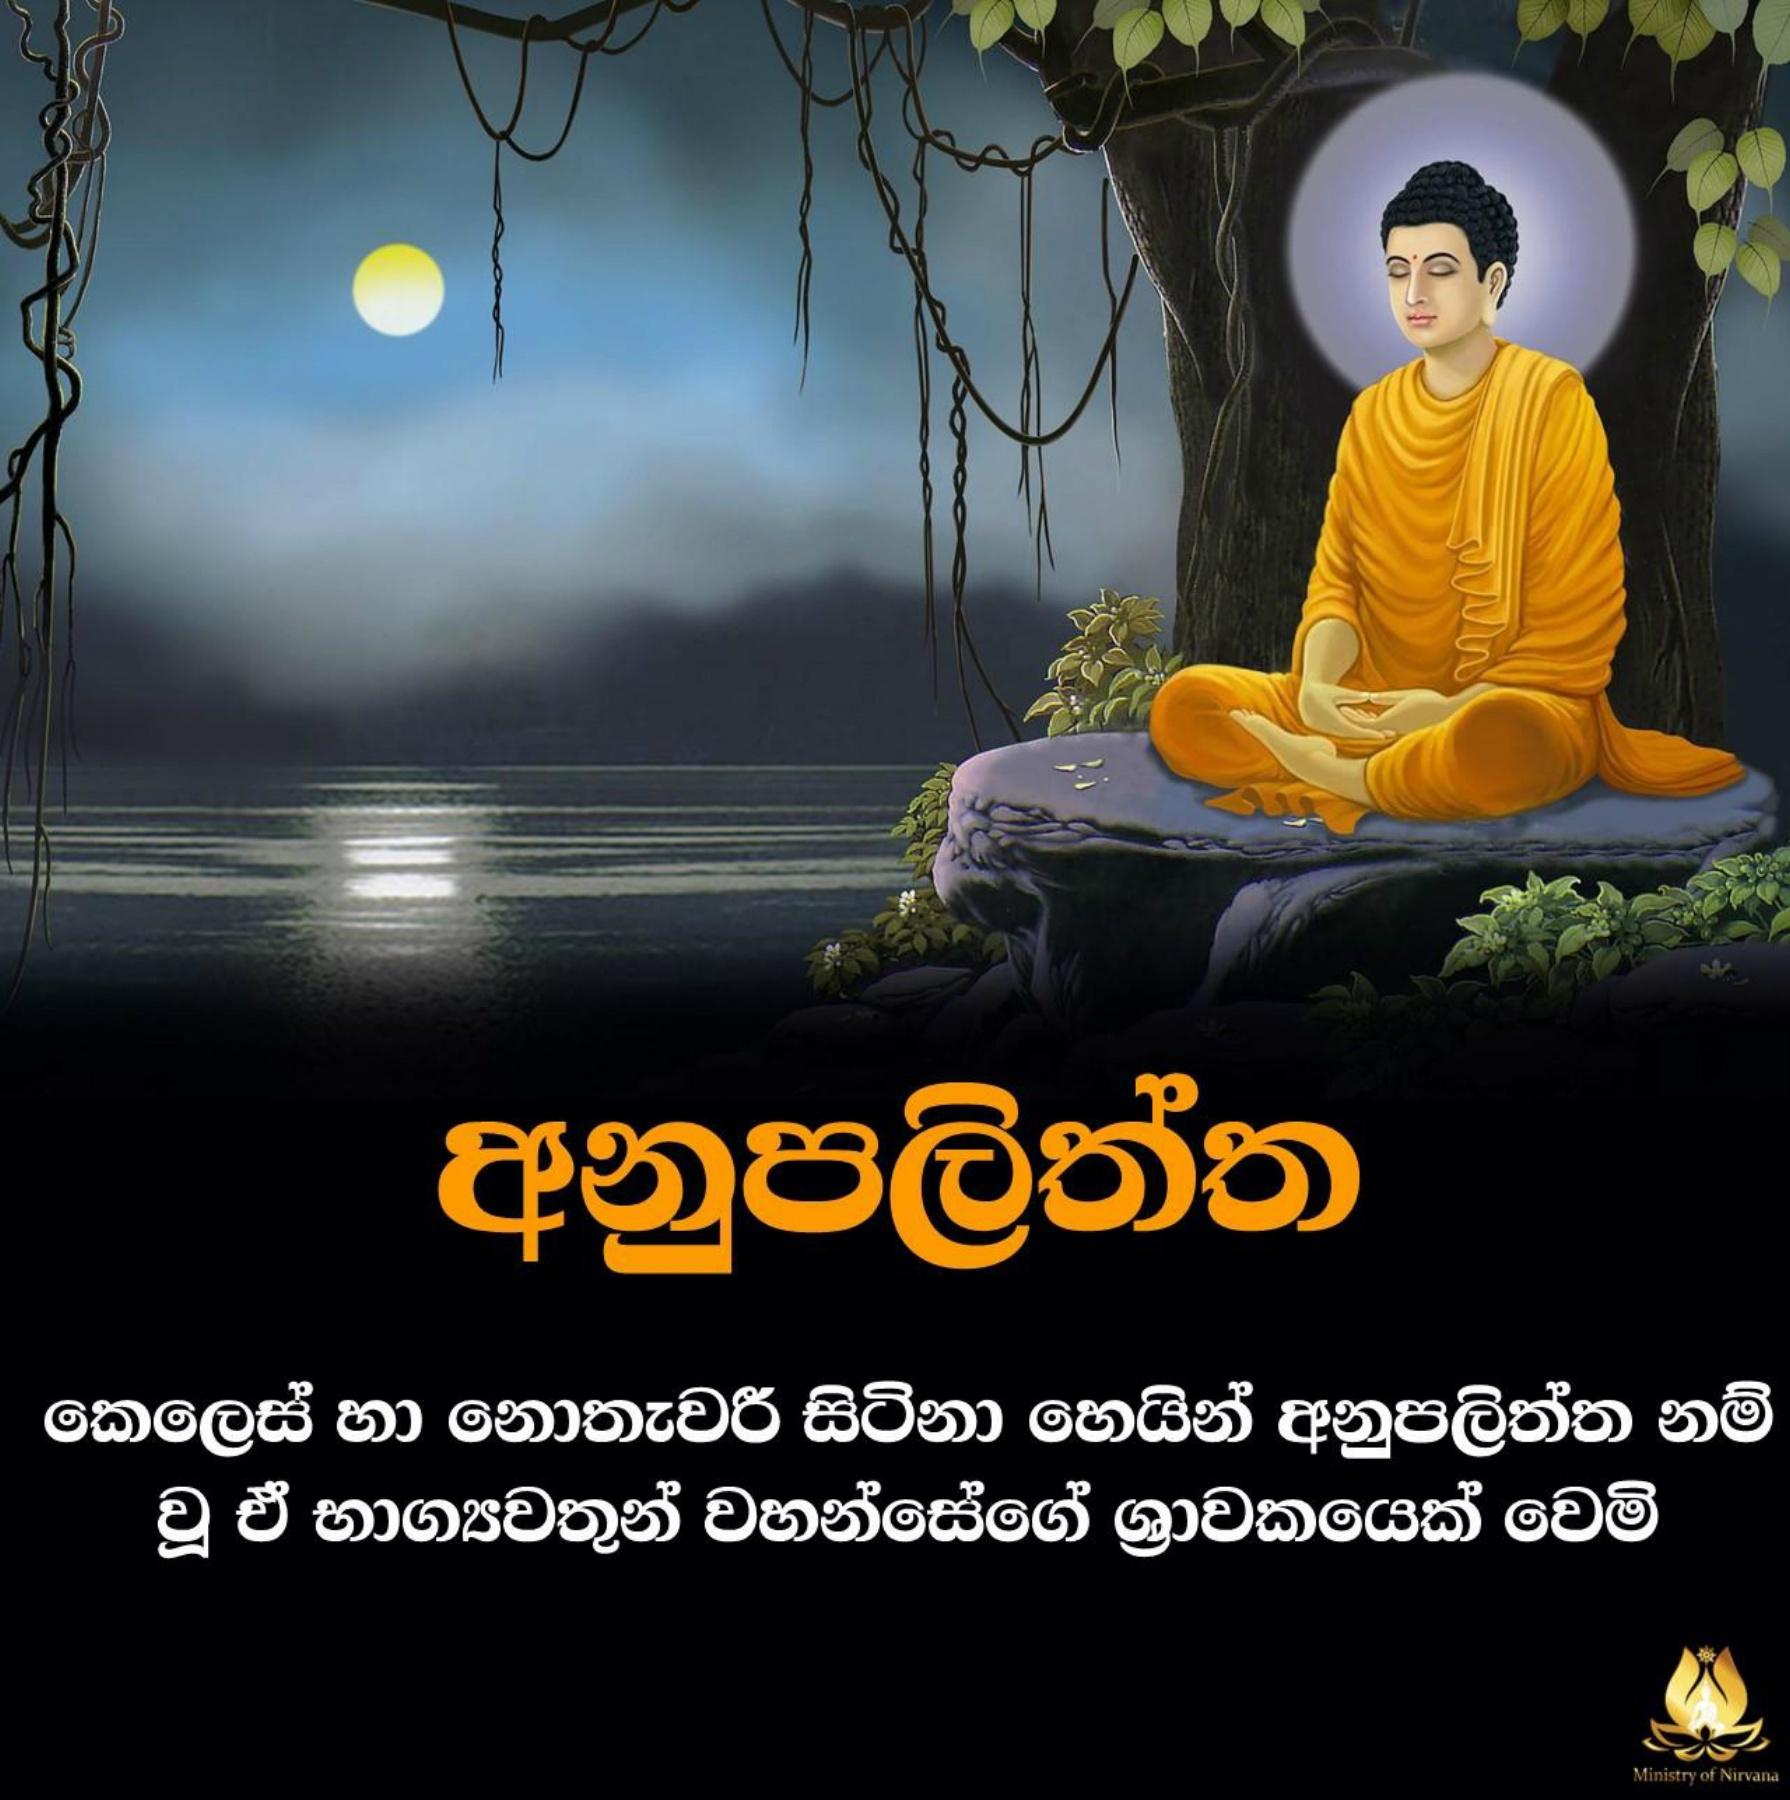 අනුපලිත්ත
කෙලෙස් හා නොතැවරී සිටිනා හෙයින් අනුපලිත්ත නම්
වූ ඒ භාග්‍යවතුන් වහන්සේගේ ශ්‍රාවකයෙක් වෙමි
Ministry of Nirvana